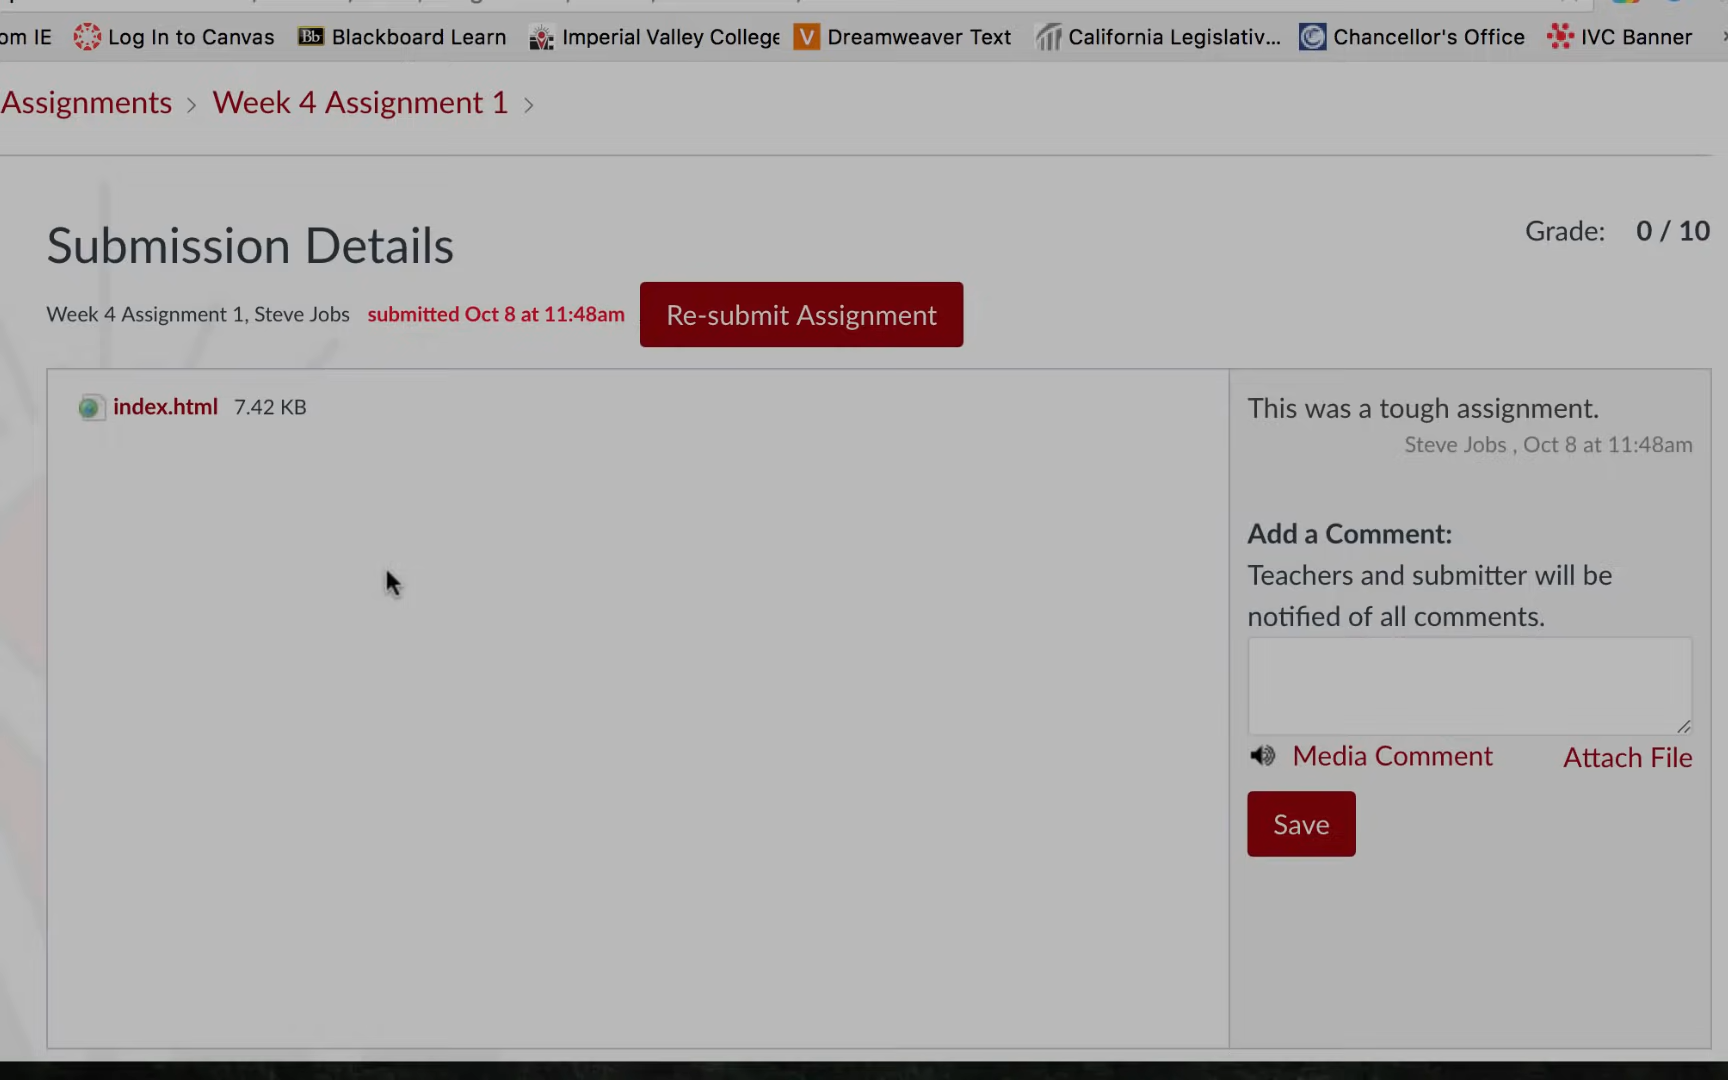 om IE Log In to Canvas Bb Blackboard Learn Imperial Valley College V Dreamweaver Text California Legislativ... Chancellor's Office IVC Banner
Assignments > Week 4 Assignment 1 >
Submission Details
Grade: 0 / 10
Week 4 Assignment 1, Steve Jobs submitted Oct 8 at 11:48am Re-submit Assignment
index.html 7.42 KB
This was a tough assignment.
Steve Jobs , Oct 8 at 11:48am
Add a Comment:
Teachers and submitter will be
notified of all comments.
Media Comment Attach File
Save